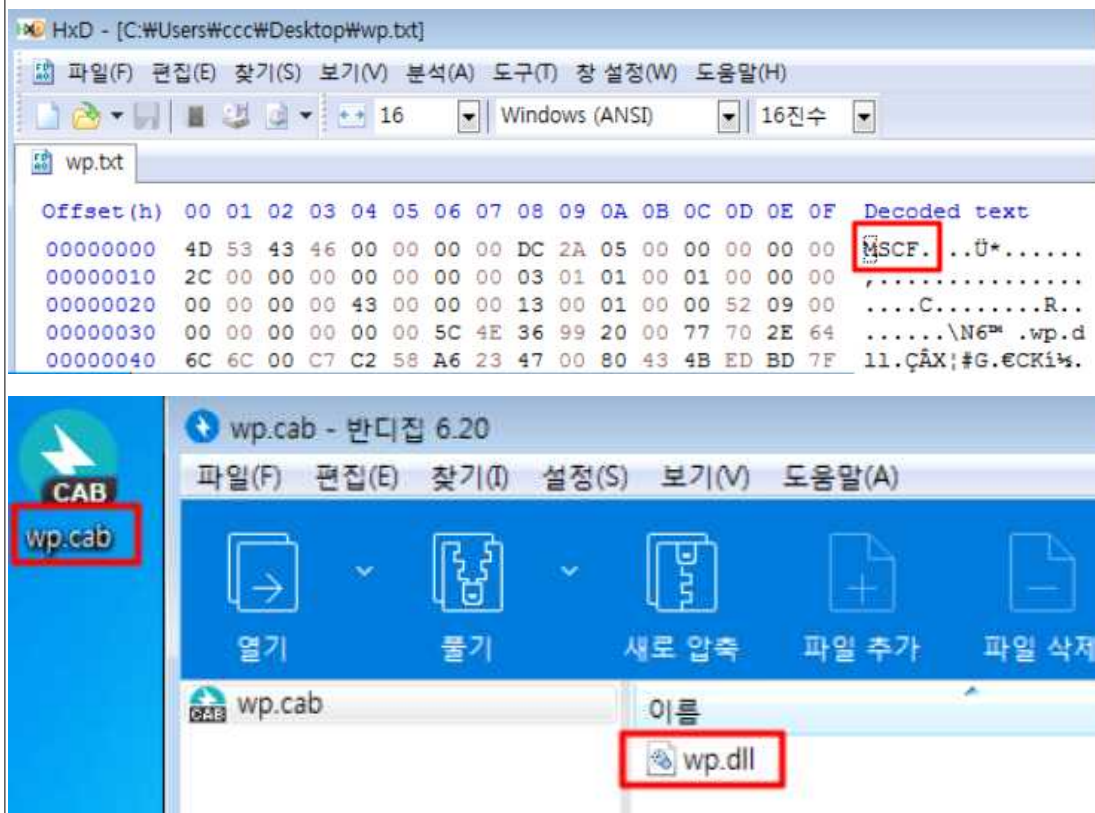 HxD - [C:₩Users₩ccc₩Desktop₩wp.txt]
파일(F) 편집(E) 찾기(S) 보기(V) 분석(A) 도구(T) 창 설정(W) 도움말(H)
16 Windows (ANSI) 16진수
wp.txt
Offset(h) 00 01 02 03 04 05 06 07 08 09 0A 0B 0C 0D 0E 0F Decoded text
00000000 4D 53 43 46 00 00 00 00 DC 2A 05 00 00 00 00 00 MSCF....Ü*......
00000010 2C 00 00 00 00 00 00 00 03 01 01 00 01 00 00 00 ,...............
00000020 00 00 00 00 43 00 00 00 13 00 01 00 00 52 09 00 ....C........R..
00000030 00 00 00 00 00 00 5C 4E 36 99 20 00 77 70 2E 64 ......\N6™ .wp.d
00000040 6C 6C 00 C7 C2 58 A6 23 47 00 80 43 4B ED BD 7F ll.ÇÂX¦#G.€CKí½.
CAB
wp.cab
wp.cab - 반디집 6.20
파일(F) 편집(E) 찾기(I) 설정(S) 보기(V) 도움말(A)
열기 풀기 새로 압축 파일 추가 파일 삭제
CAB wp.cab 이름
wp.dll